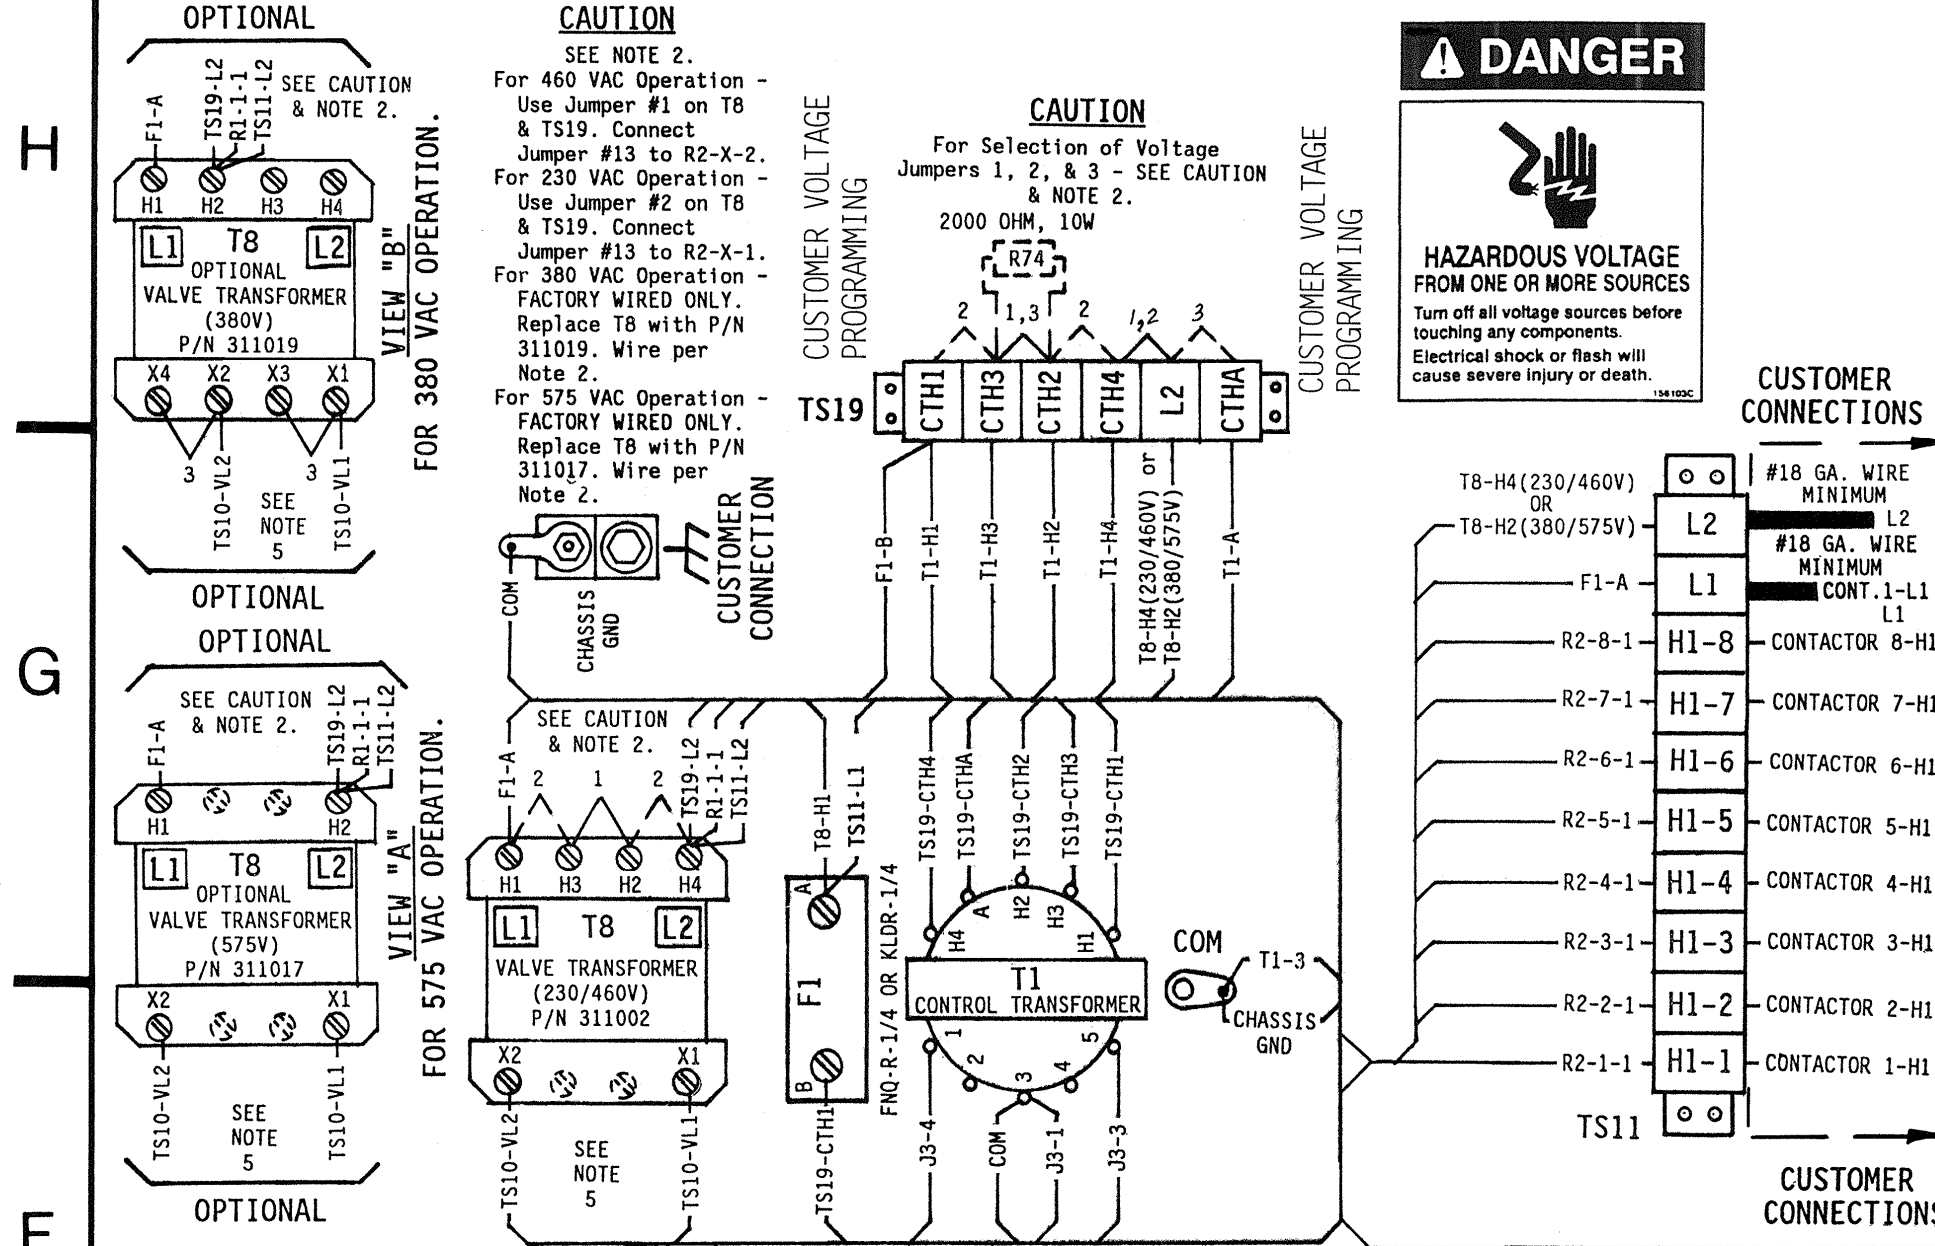 H
G
OPTIONAL
F1-A
TS19-L2
R1-1-1
TS11-L2
SEE CAUTION
& NOTE 2.
H1 H2 H3 H4
L1 T8 L2
OPTIONAL
VALVE TRANSFORMER
(380V)
P/N 311019
X4 X2 X3 X1
3 3
TS10-VL2
SEE
NOTE
5
TS10-VL1
OPTIONAL
VIEW "B"
FOR 380 VAC OPERATION.
OPTIONAL
SEE CAUTION
& NOTE 2.
F1-A
TS19-L2
R1-1-1
TS11-L2
H1 H2
L1 T8 L2
OPTIONAL
VALVE TRANSFORMER
(575V)
P/N 311017
X2 X1
TS10-VL2
SEE
NOTE
5
TS10-VL1
OPTIONAL
VIEW "A"
FOR 575 VAC OPERATION.
CAUTION
SEE NOTE 2.
For 460 VAC Operation -
Use Jumper #1 on T8
& TS19. Connect
Jumper #13 to R2-X-2.
For 230 VAC Operation -
Use Jumper #2 on T8
& TS19. Connect
Jumper #13 to R2-X-1.
For 380 VAC Operation -
FACTORY WIRED ONLY.
Replace T8 with P/N
311019. Wire per
Note 2.
For 575 VAC Operation -
FACTORY WIRED ONLY.
Replace T8 with P/N
311017. Wire per
Note 2.
COM
CHASSIS
GND
CUSTOMER
CONNECTION
SEE CAUTION
& NOTE 2.
F1-A
2 1 2
TS19-L2
R1-1-1
TS11-L2
H1 H3 H2 H4
L1 T8 L2
VALVE TRANSFORMER
(230/460V)
P/N 311002
X2 X1
TS10-VL2
SEE
NOTE
5
TS10-VL1
T8-H1
TS11-L1
A
F1
B
FNQ-R-1/4 OR KLDR-1/4
TS19-CTH1
CUSTOMER VOLTAGE
PROGRAMMING
CAUTION
For Selection of Voltage
Jumpers 1, 2, & 3 - SEE CAUTION
& NOTE 2.
2000 OHM, 10W
R74
2 1,3 2 1,2 3
TS19
CTH1 CTH3 CTH2 CTH4 L2 CTHA
CUSTOMER VOLTAGE
PROGRAMMING
F1-B
T1-H1
T1-H3
T1-H2
T1-H4
T8-H4(230/460V) or
T8-H2(380/575V)
T1-A
TS19-CTH4
TS19-CTHA
TS19-CTH2
TS19-CTH3
TS19-CTH1
H4 A H2 H3 H1
T1
CONTROL TRANSFORMER
1 2 3 4 5
J3-4
COM
J3-1
J3-3
COM
T1-3
CHASSIS
GND
DANGER
HAZARDOUS VOLTAGE
FROM ONE OR MORE SOURCES
Turn off all voltage sources before
touching any components.
Electrical shock or flash will
cause severe injury or death.
156103C
CUSTOMER
CONNECTIONS
T8-H4(230/460V)
OR
T8-H2(380/575V)
L2
#18 GA. WIRE
MINIMUM
L2
F1-A L1
#18 GA. WIRE
MINIMUM
CONT.1-L1
L1
R2-8-1 H1-8 CONTACTOR 8-H1
R2-7-1 H1-7 CONTACTOR 7-H1
R2-6-1 H1-6 CONTACTOR 6-H1
R2-5-1 H1-5 CONTACTOR 5-H1
R2-4-1 H1-4 CONTACTOR 4-H1
R2-3-1 H1-3 CONTACTOR 3-H1
R2-2-1 H1-2 CONTACTOR 2-H1
R2-1-1 H1-1 CONTACTOR 1-H1
TS11
CUSTOMER
CONNECTIONS